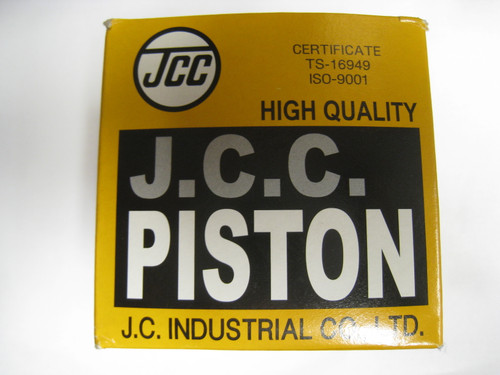 JCC
CERTIFICATE
TS-16949
ISO-9001
HIGH QUALITY
J.C.C.
PISTON
J.C. INDUSTRIAL CO., LTD.